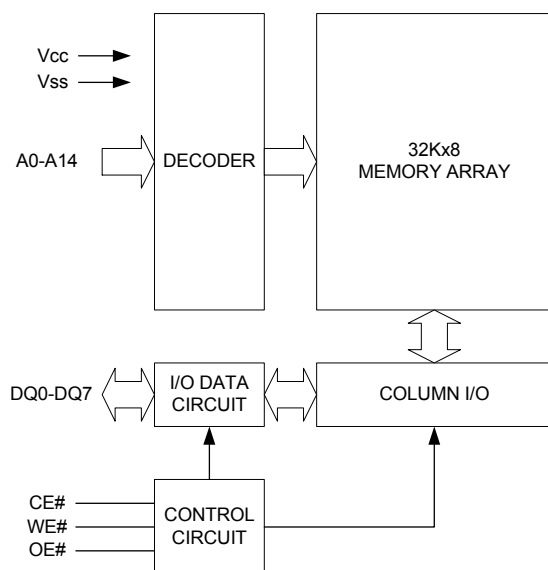 Vcc
Vss
A0-A14
DECODER
32Kx8
MEMORY ARRAY
DQ0-DQ7
I/O DATA
CIRCUIT
COLUMN I/O
CE#
WE#
OE#
CONTROL
CIRCUIT